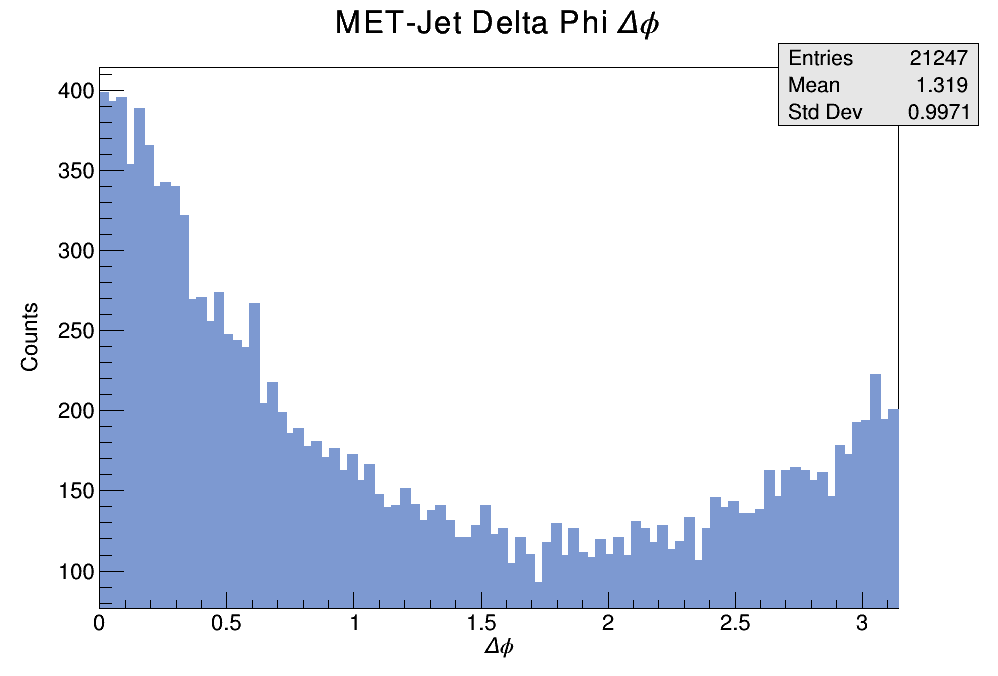 MET-Jet Delta Phi Δϕ
Entries 21247
Mean 1.319
Std Dev 0.9971
400
350
300
250
200
150
100
Counts
0 0.5 1 1.5 2 2.5 3
Δϕ